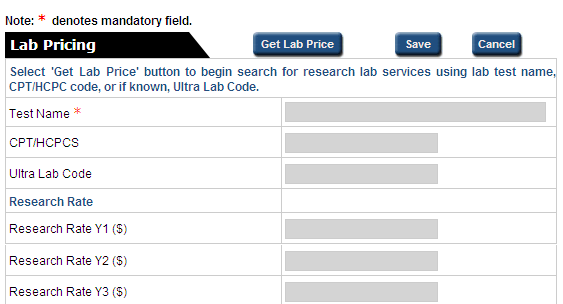 Note: * denotes mandatory field.
Lab Pricing Get Lab Price Save Cancel
Select 'Get Lab Price' button to begin search for research lab services using lab test name,
CPT/HCPC code, or if known, Ultra Lab Code.
Test Name *
CPT/HCPCS
Ultra Lab Code
Research Rate
Research Rate Y1 ($)
Research Rate Y2 ($)
Research Rate Y3 ($)